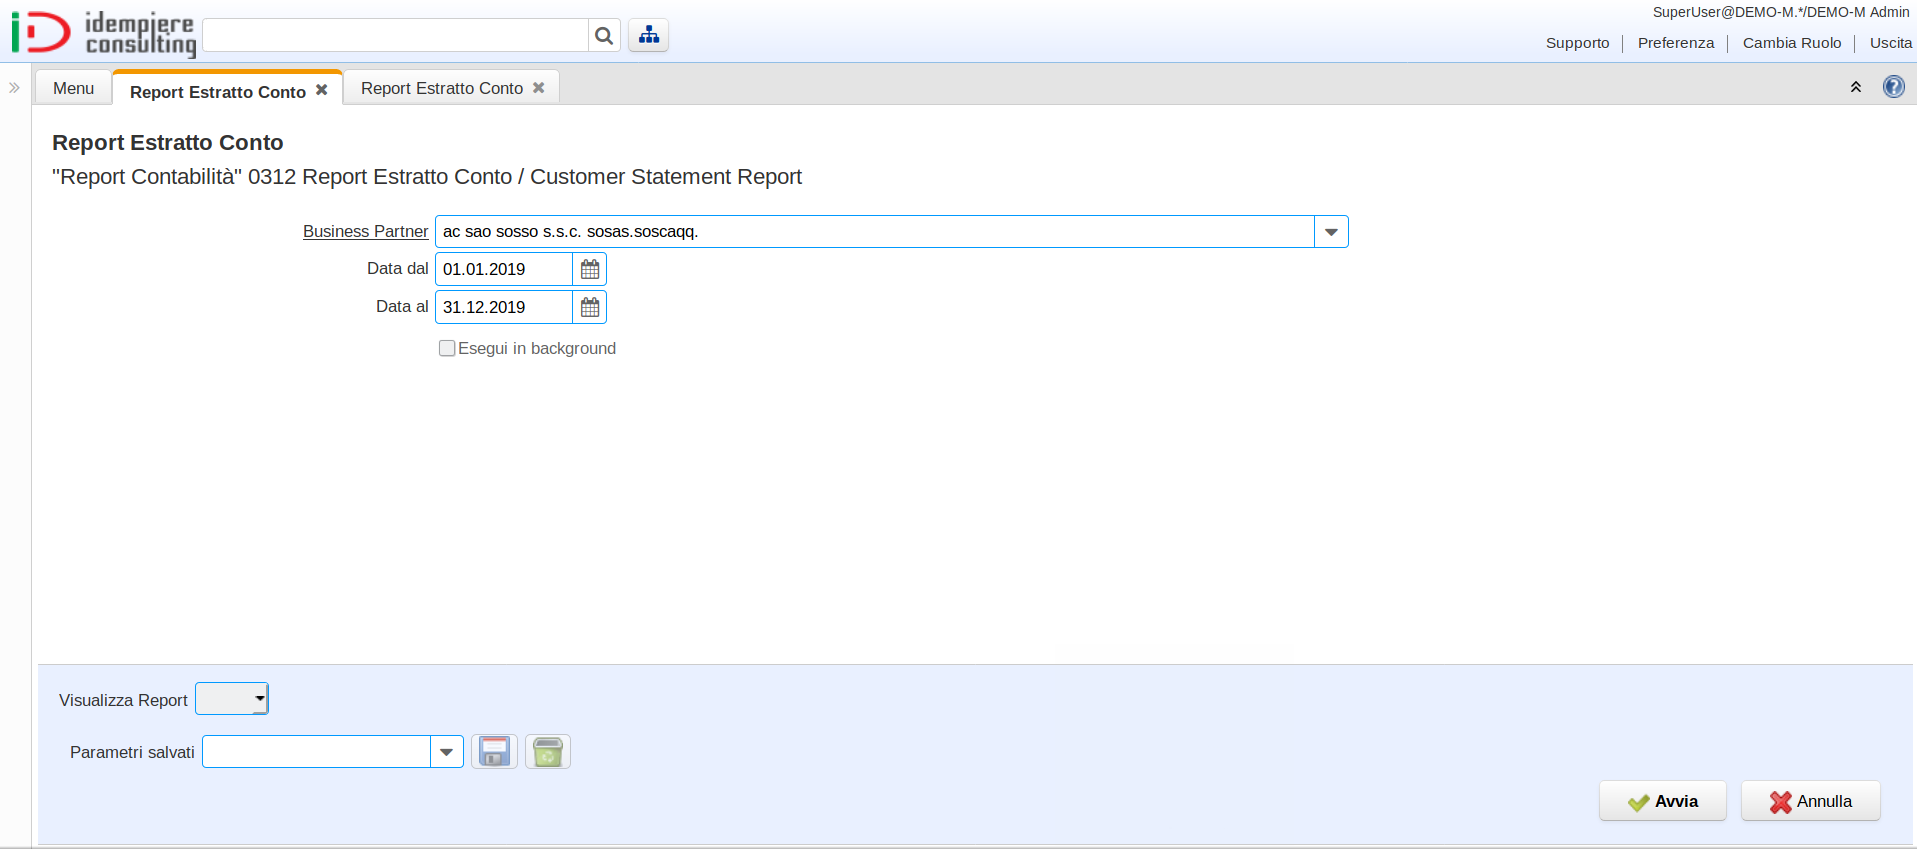 idempiere
consulting
SuperUser@DEMO-M.*/DEMO-M Admin
Supporto
Preferenza
Cambia Ruolo
Uscita
Menu
Report Estratto Conto
Report Estratto Conto
Report Estratto Conto
"Report Contabilità" 0312 Report Estratto Conto / Customer Statement Report
Business Partner ac sao sosso s.s.c. sosas.soscaqq.
Data dal 01.01.2019
Data al 31.12.2019
Esegui in background
Visualizza Report
Parametri salvati
Avvia
Annulla